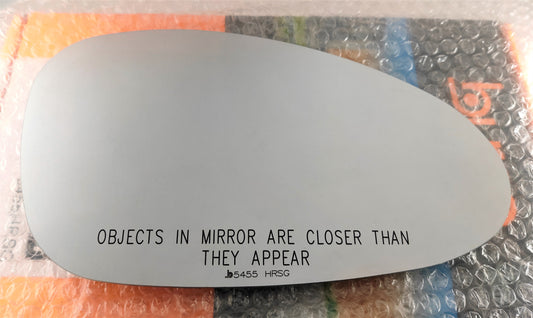 OBJECTS IN MIRROR ARE CLOSER THAN
THEY APPEAR
5455 HRSG